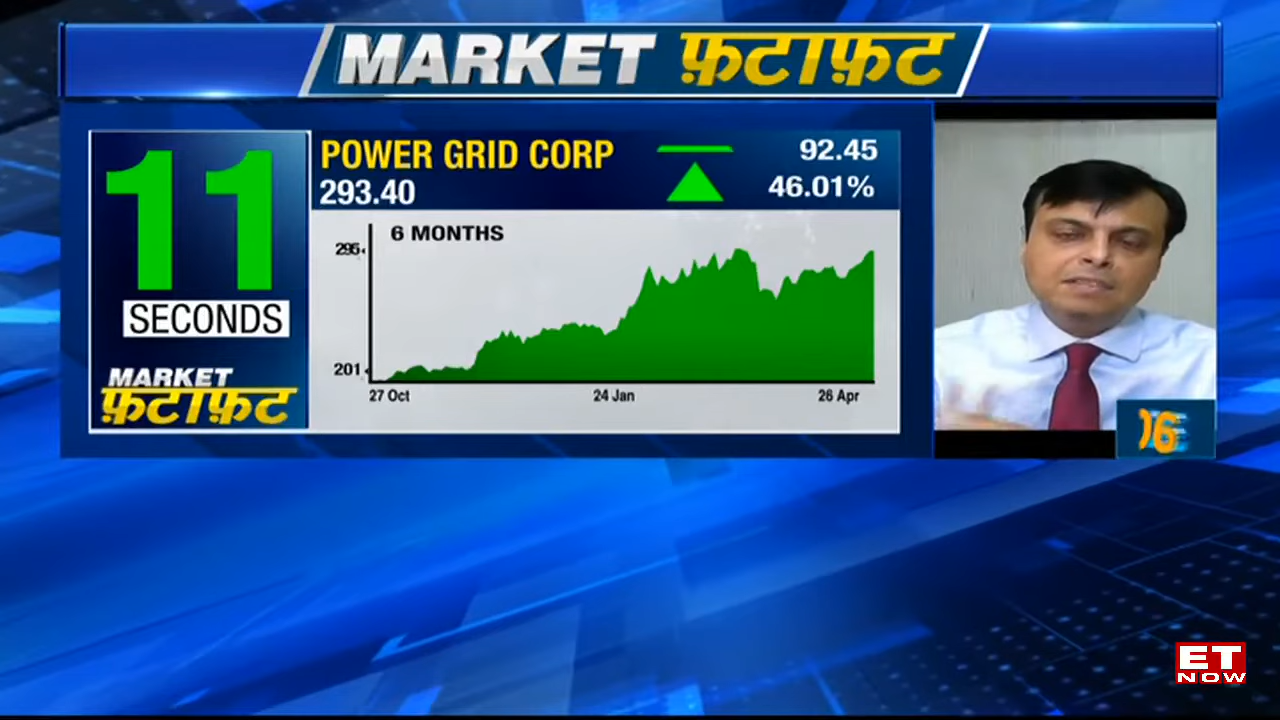 MARKET फ़टाफ़ट
11
SECONDS
MARKET
फ़टाफ़ट
POWER GRID CORP
293.40
92.45
46.01%
6 MONTHS
295
201
27 Oct
24 Jan
26 Apr
ET
NOW